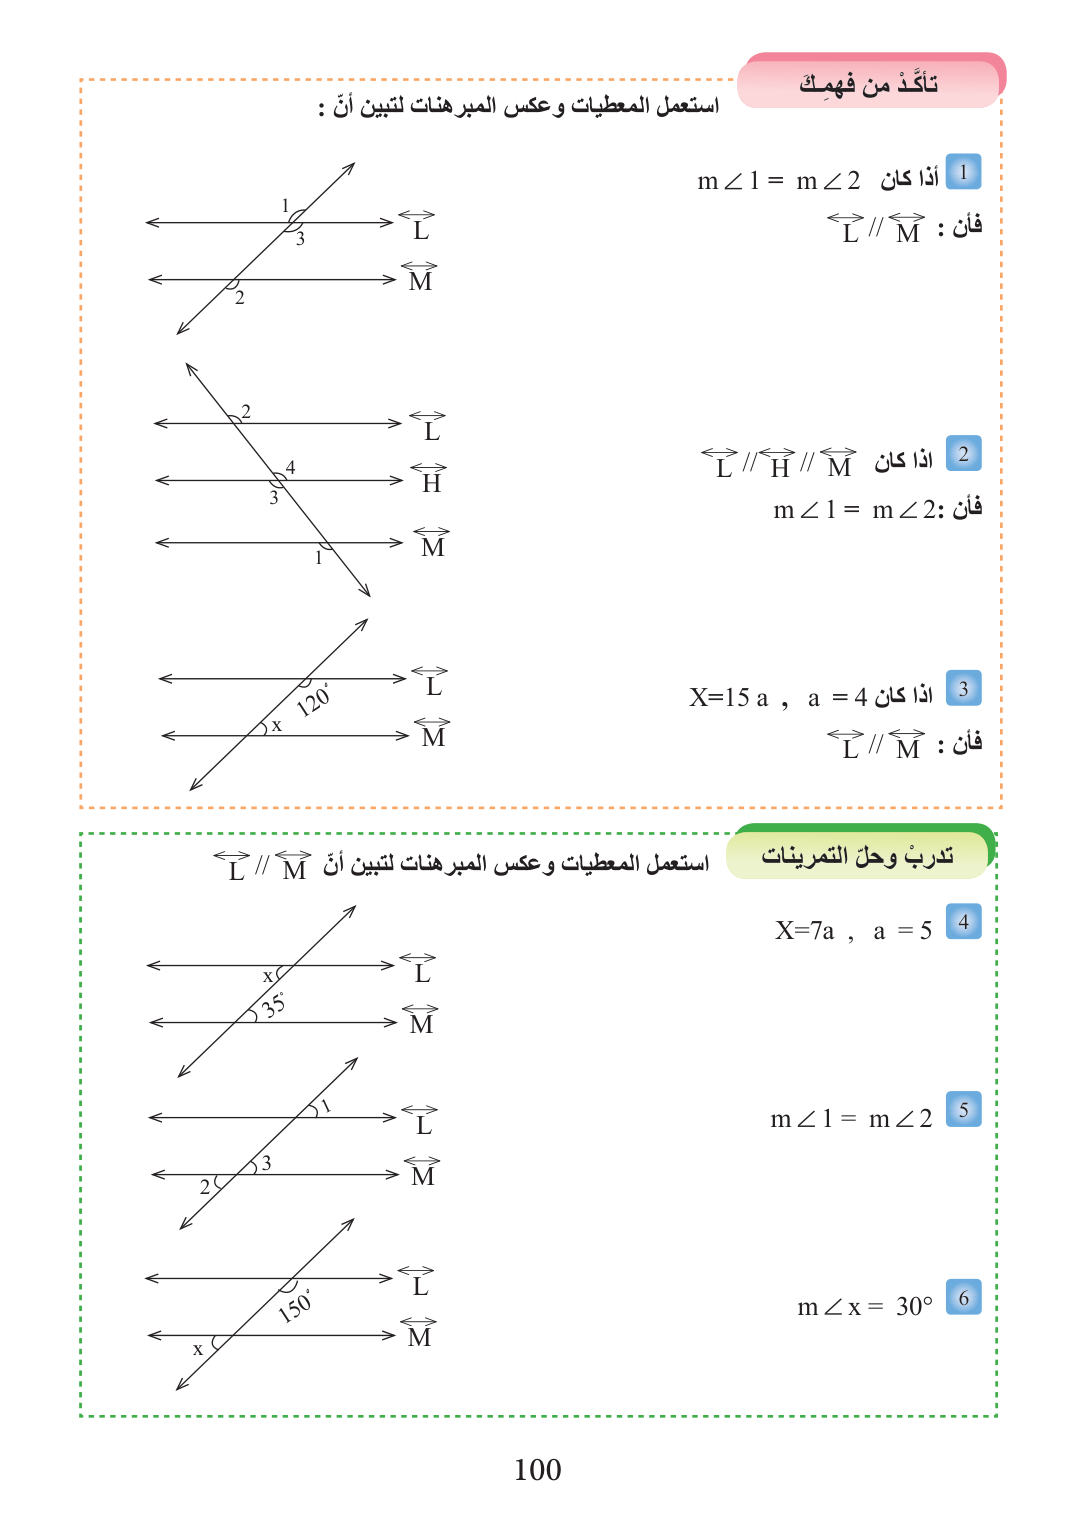 تأكَّدْ من فهمِكَ
استعمل المعطيات وعكس المبرهنات لتبين أنّ :
1 أذا كان m∠1 = m∠2
فأن : L // M
1
3
2
L
M
2 اذا كان L // H // M
فأن : m∠1 = m∠2
2
4
3
1
L
H
M
3 اذا كان X=15 a , a = 4
فأن : L // M
120°
x
L
M
تدربْ وحلّ التمرينات
استعمل المعطيات وعكس المبرهنات لتبين أنّ L // M
4 X=7a , a = 5
x
35°
L
M
5 m∠1 = m∠2
1
3
2
L
M
6 m∠x = 30°
150°
x
L
M
100